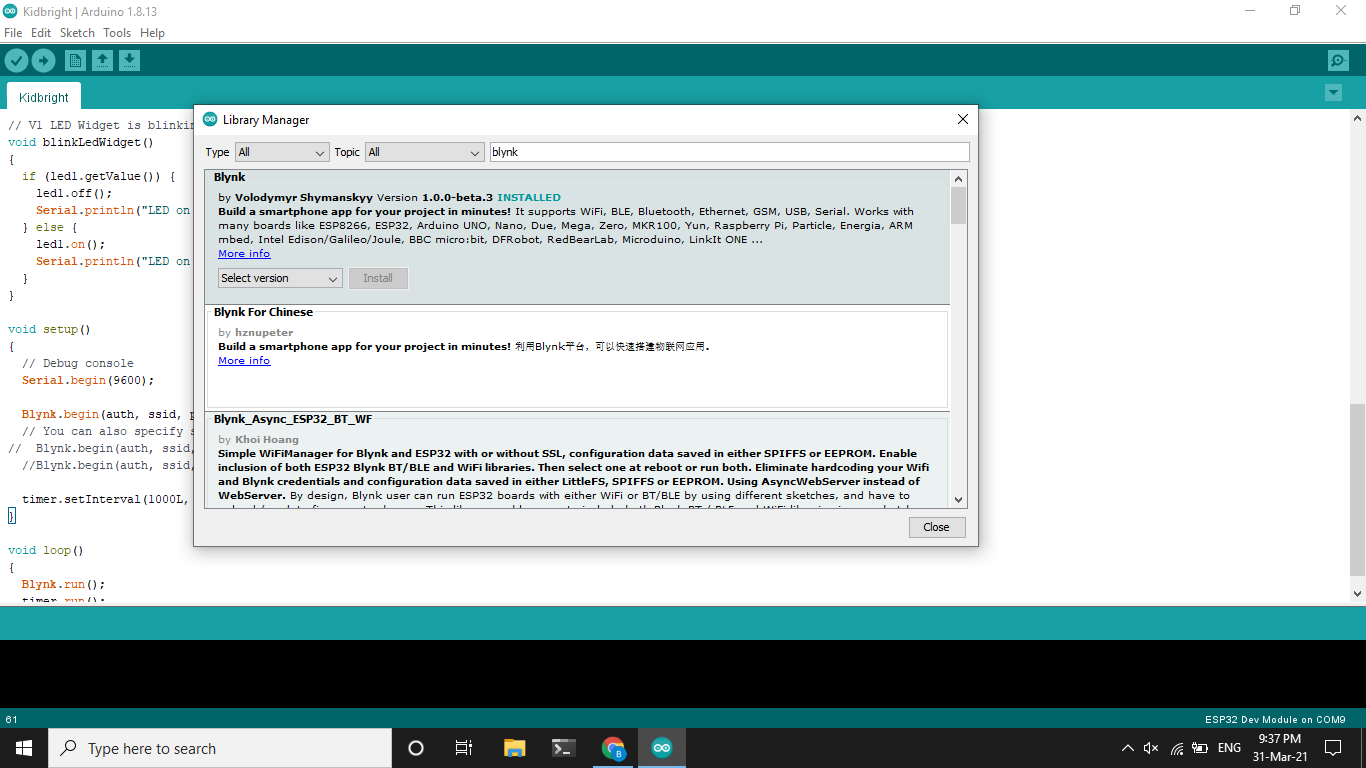 Kidbright | Arduino 1.8.13
File Edit Sketch Tools Help
Kidbright
// V1 LED Widget is blinkin
void blinkLedWidget()
{
if (led1.getValue()) {
led1.off();
Serial.println("LED on
} else {
led1.on();
Serial.println("LED on
}
}
void setup()
{
// Debug console
Serial.begin(9600);
Blynk.begin(auth, ssid, p
// You can also specify s
// Blynk.begin(auth, ssid,
//Blynk.begin(auth, ssid,
timer.setInterval(1000L,
}
void loop()
{
Blynk.run();
timer.run();
Library Manager
Type All Topic All blynk
Blynk
by Volodymyr Shymanskyy Version 1.0.0-beta.3 INSTALLED
Build a smartphone app for your project in minutes! It supports WiFi, BLE, Bluetooth, Ethernet, GSM, USB, Serial. Works with
many boards like ESP8266, ESP32, Arduino UNO, Nano, Due, Mega, Zero, MKR100, Yun, Raspberry Pi, Particle, Energia, ARM
mbed, Intel Edison/Galileo/Joule, BBC micro:bit, DFRobot, RedBearLab, Microduino, LinkIt ONE ...
More info
Select version Install
Blynk For Chinese
by hznupeter
Build a smartphone app for your project in minutes! 利用Blynk平台，可以快速搭建物联网应用.
More info
Blynk_Async_ESP32_BT_WF
by Khoi Hoang
Simple WiFiManager for Blynk and ESP32 with or without SSL, configuration data saved in either SPIFFS or EEPROM. Enable
inclusion of both ESP32 Blynk BT/BLE and WiFi libraries. Then select one at reboot or run both. Eliminate hardcoding your Wifi
and Blynk credentials and configuration data saved in either LittleFS, SPIFFS or EEPROM. Using AsyncWebServer instead of
WebServer. By design, Blynk user can run ESP32 boards with either WiFi or BT/BLE by using different sketches, and have to
Close
61
ESP32 Dev Module on COM9
Type here to search
ENG
9:37 PM
31-Mar-21